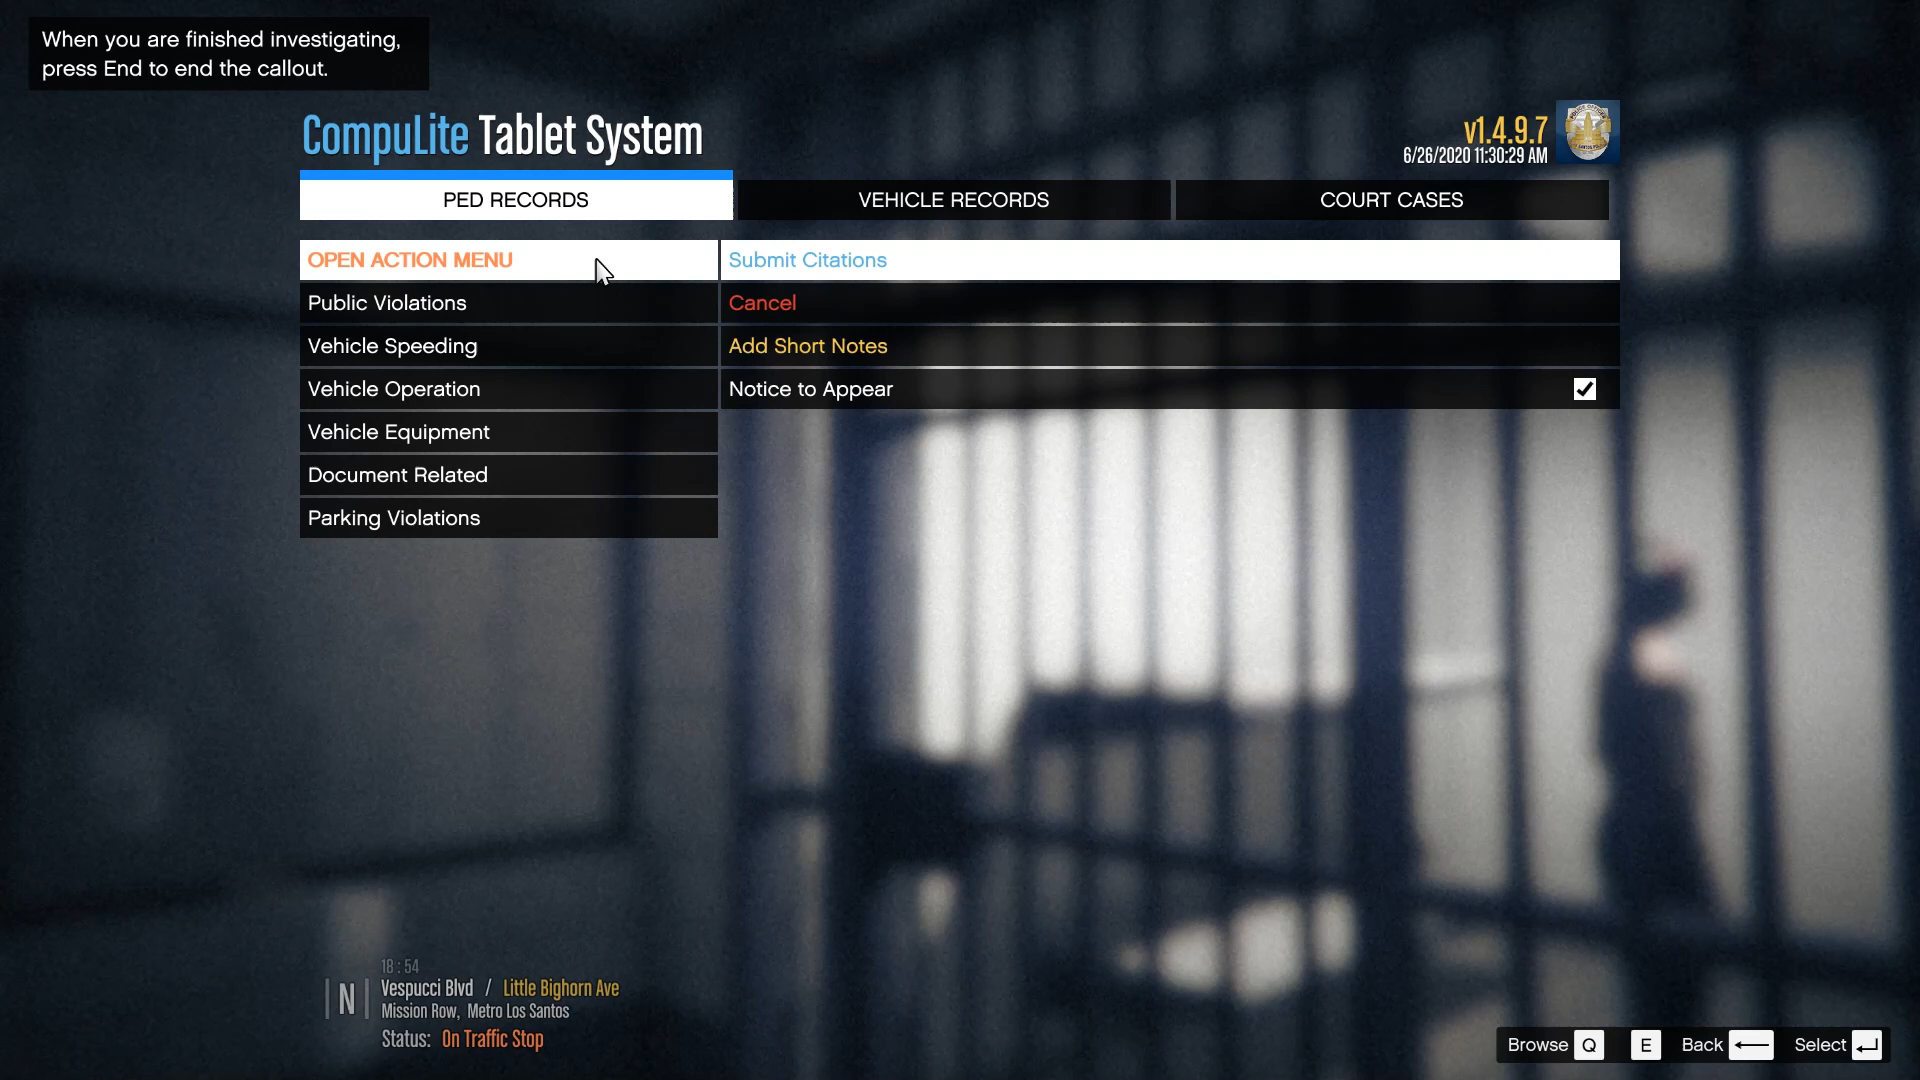 When you are finished investigating,
press End to end the callout.
CompuLite Tablet System
v1.4.9.7
6/26/2020 11:30:29 AM
PED RECORDS
VEHICLE RECORDS
COURT CASES
OPEN ACTION MENU
Submit Citations
Public Violations
Cancel
Vehicle Speeding
Add Short Notes
Vehicle Operation
Notice to Appear
Vehicle Equipment
Document Related
Parking Violations
18 : 54
N
Vespucci Blvd / Little Bighorn Ave
Mission Row, Metro Los Santos
Status: On Traffic Stop
Browse Q E Back Select